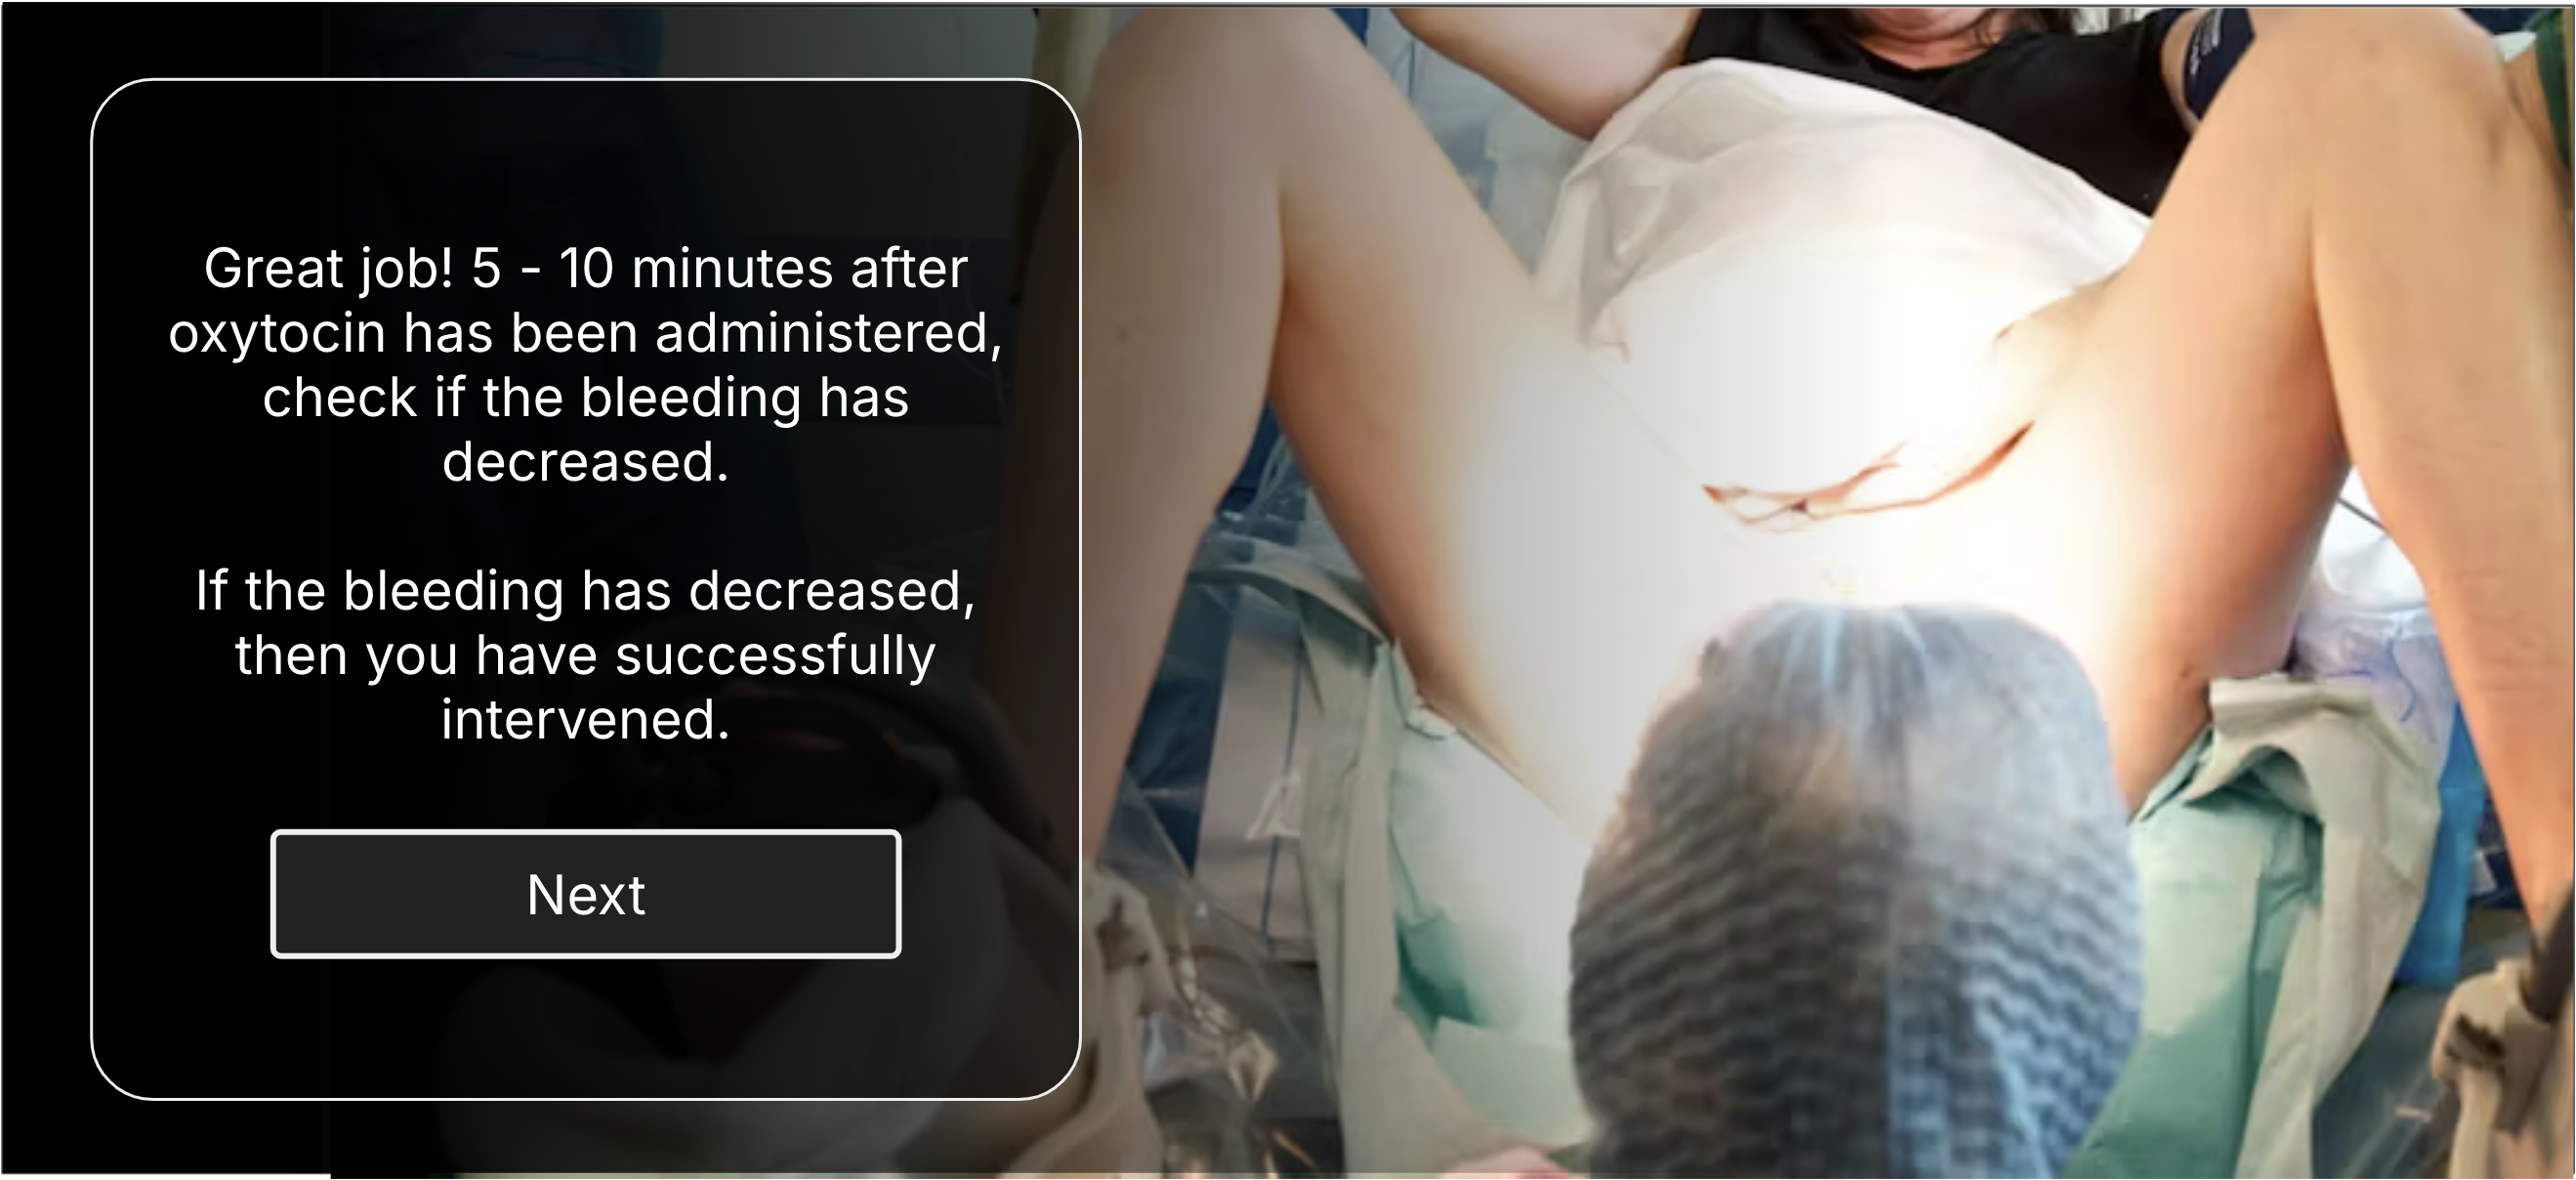 Great job! 5 - 10 minutes after
oxytocin has been administered,
check if the bleeding has
decreased.
If the bleeding has decreased,
then you have successfully
intervened.
Next